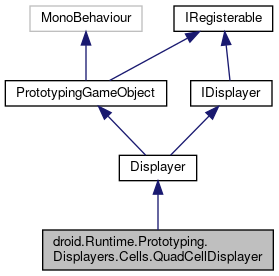 MonoBehaviour
IRegisterable
PrototypingGameObject
IDisplayer
Displayer
droid.Runtime.Prototyping.
Displayers.Cells.QuadCellDisplayer